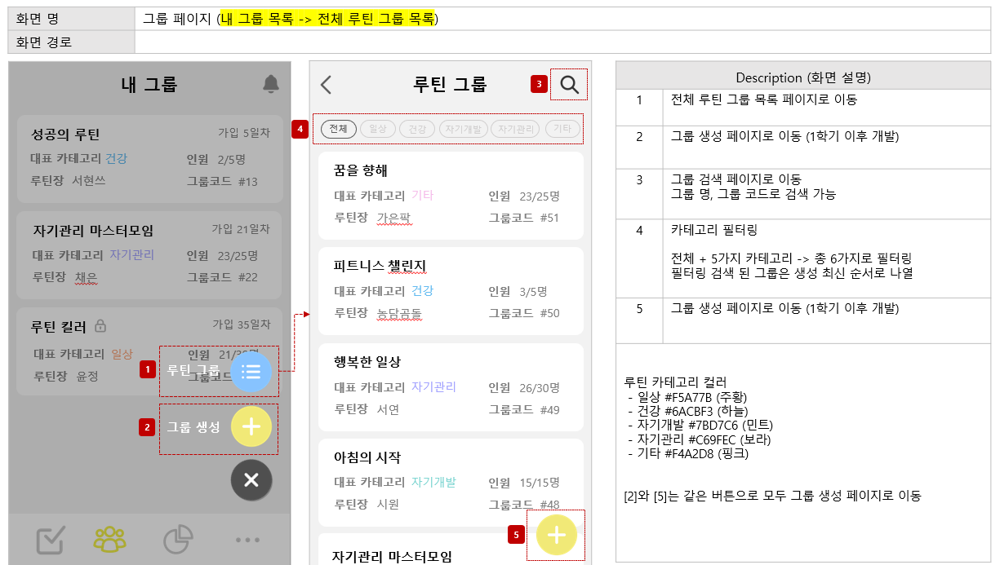 화면 명
그룹 페이지 (내 그룹 목록 -> 전체 루틴 그룹 목록)
화면 경로
내 그룹
성공의 루틴
가입 5일차
대표 카테고리 건강
인원 2/5명
루틴장 서현쓰
그룹코드 #13
자기관리 마스터모임
가입 21일차
대표 카테고리 자기관리
인원 23/25명
루틴장 채은
그룹코드 #22
루틴 킬러
가입 35일차
대표 카테고리 일상
인원 21/30명
루틴장 윤정
그룹코드
1
루틴 그룹
2
그룹 생성
루틴 그룹
3
4
전체
일상
건강
자기개발
자기관리
기타
꿈을 향해
대표 카테고리 기타
인원 23/25명
루틴장 가은팍
그룹코드 #51
피트니스 챌린지
대표 카테고리 건강
인원 3/5명
루틴장 농담곰돌
그룹코드 #50
행복한 일상
대표 카테고리 자기관리
인원 26/30명
루틴장 서연
그룹코드 #49
아침의 시작
대표 카테고리 자기개발
인원 15/15명
루틴장 시원
그룹코드 #48
5
자기관리 마스터모임
Description (화면 설명)
1
전체 루틴 그룹 목록 페이지로 이동
2
그룹 생성 페이지로 이동 (1학기 이후 개발)
3
그룹 검색 페이지로 이동
그룹 명, 그룹 코드로 검색 가능
4
카테고리 필터링
전체 + 5가지 카테고리 -> 총 6가지로 필터링
필터링 검색 된 그룹은 생성 최신 순서로 나열
5
그룹 생성 페이지로 이동 (1학기 이후 개발)
루틴 카테고리 컬러
- 일상 #F5A77B (주황)
- 건강 #6ACBF3 (하늘)
- 자기개발 #7BD7C6 (민트)
- 자기관리 #C69FEC (보라)
- 기타 #F4A2D8 (핑크)
[2]와 [5]는 같은 버튼으로 모두 그룹 생성 페이지로 이동